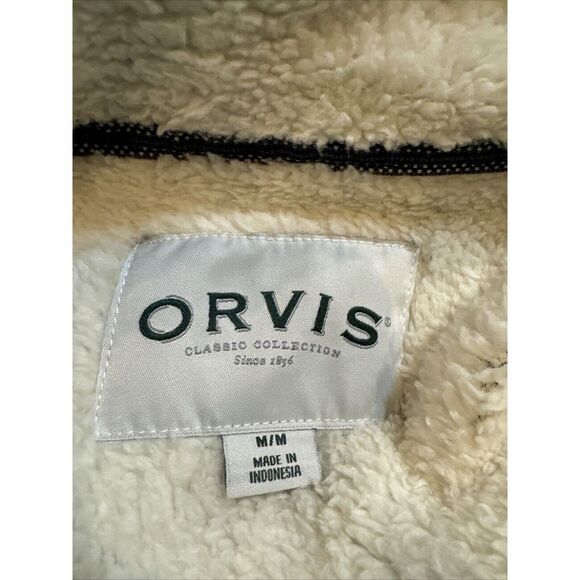 ORVIS®
CLASSIC COLLECTION
Since 1856
M/M
MADE IN
INDONESIA